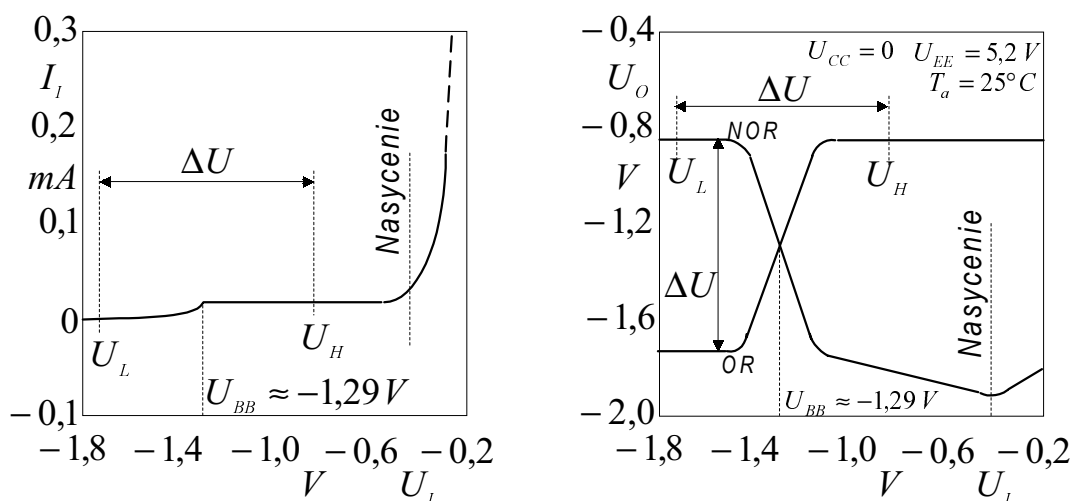 0,3
I_I
0,2
mA
0,1
0
−0,1
ΔU
Nasycenie
U_L
U_H
U_BB ≈ −1,29 V
−1,8 −1,4 −1,0 −0,6 −0,2
V
U_I
−0,4
U_O
−0,8
V
−1,2
−1,6
−2,0
U_CC = 0 U_EE = 5,2 V
T_a = 25°C
ΔU
NOR
U_L
U_H
ΔU
Nasycenie
OR
U_BB ≈ −1,29 V
−1,8 −1,4 −1,0 −0,6 −0,2
V
U_I